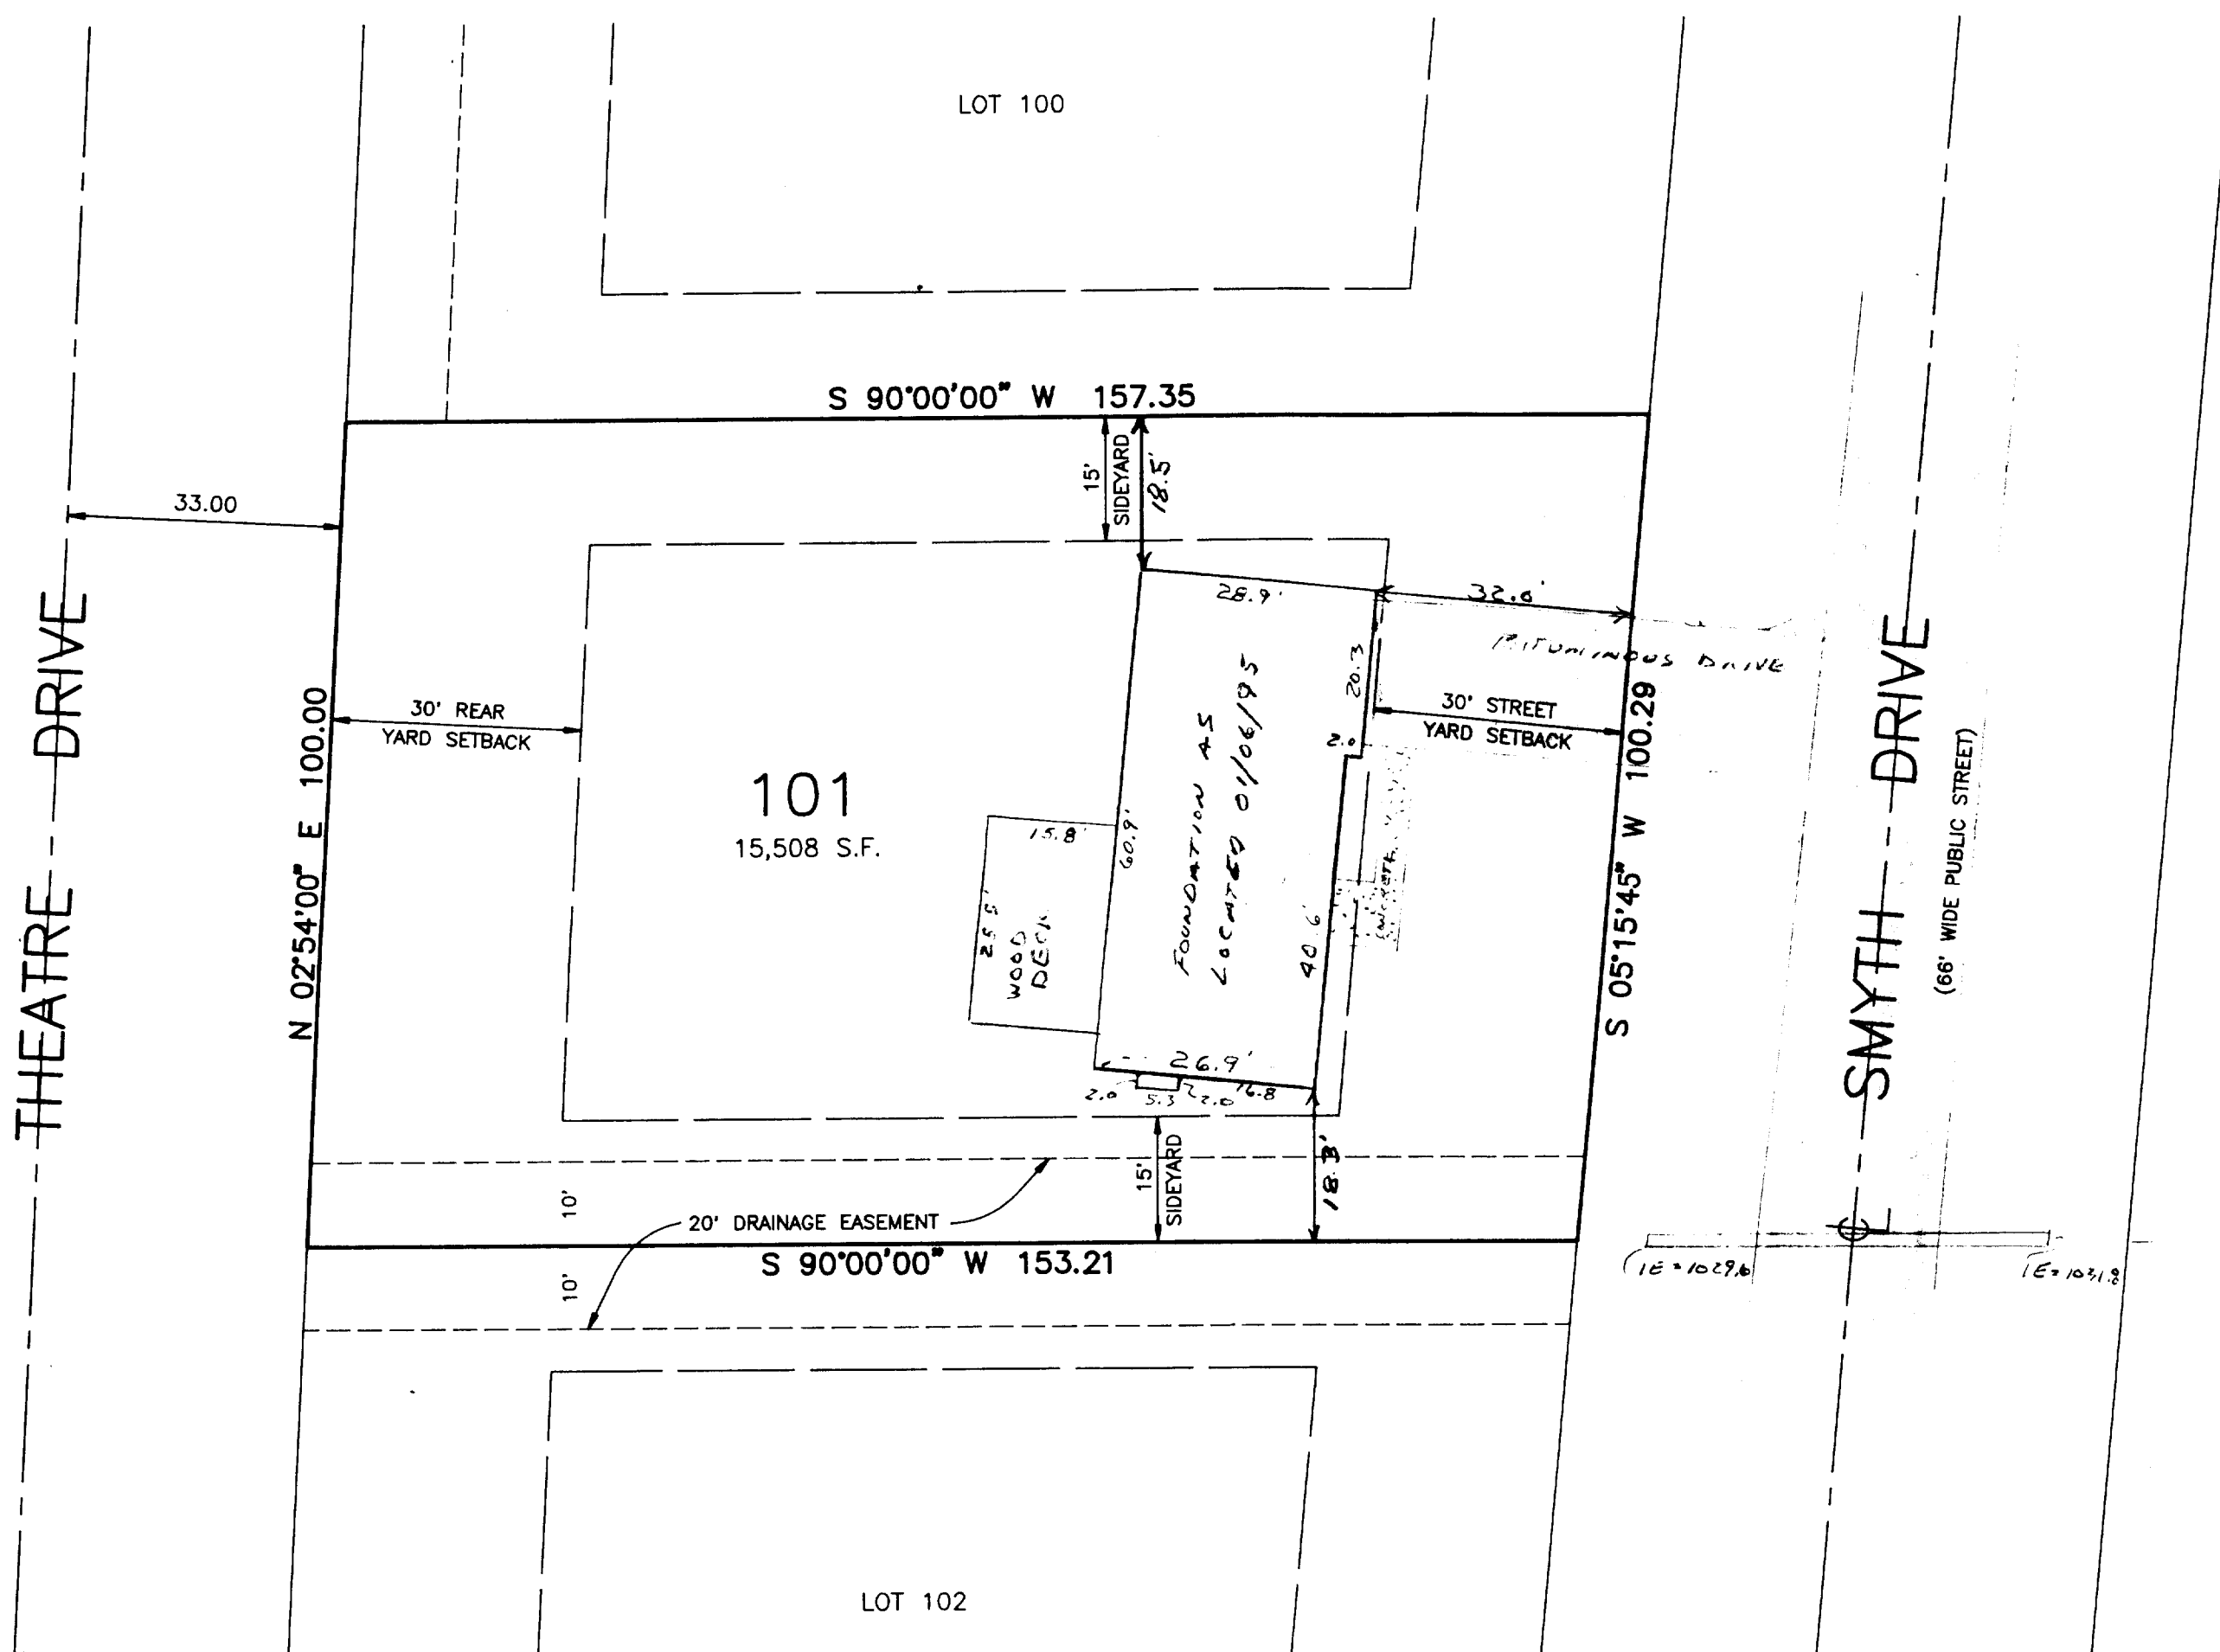 LOT 100
S 90°00'00" W 157.35
15'
SIDEYARD
18.5'
33.00
28.9'
32.0'
BITUMINOUS DRIVE
20.3
2.0
30' STREET
YARD SETBACK
30' REAR
YARD SETBACK
N 02°54'00" E 100.00
S 05°15'45" W 100.29
THEATRE DRIVE
SMYTH DRIVE
(66' WIDE PUBLIC STREET)
101
15,508 S.F.
15.8'
60.9'
FOUNDATION AS
LOCATED 01/06/95
WOOD
DECK
40.6'
26.9'
2.0
5.3
2.0
16.8
15'
SIDEYARD
18.3'
10'
20' DRAINAGE EASEMENT
S 90°00'00" W 153.21
10'
IE=1029.6
IE=1031.8
LOT 102